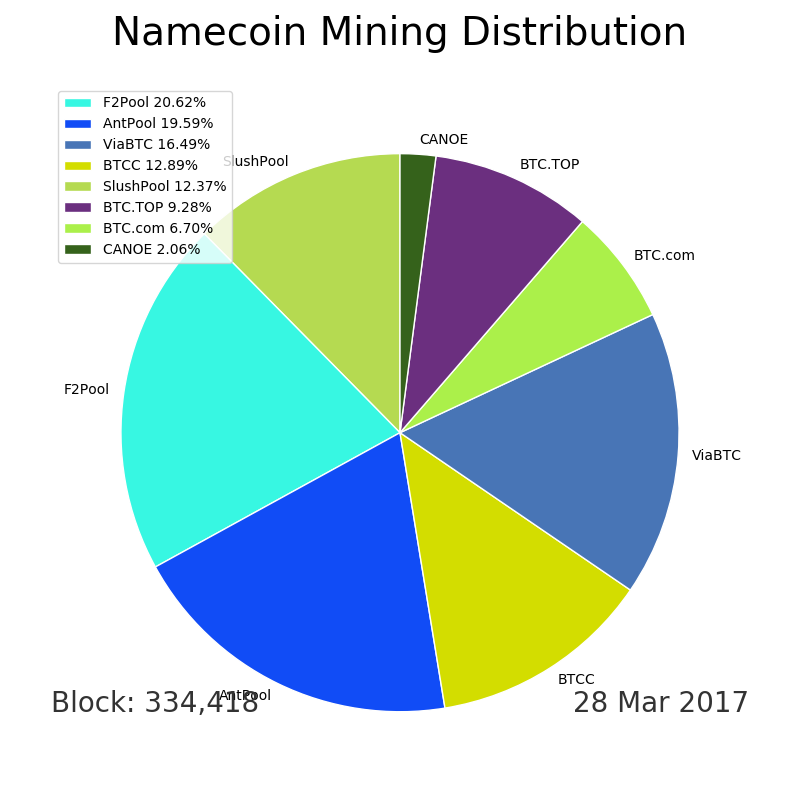 Namecoin Mining Distribution
F2Pool 20.62%
AntPool 19.59%
ViaBTC 16.49%
BTCC 12.89%
SlushPool 12.37%
BTC.TOP 9.28%
BTC.com 6.70%
CANOE 2.06%
CANOE
SlushPool
BTC.TOP
BTC.com
F2Pool
ViaBTC
BTCC
AntPool
Block: 334,418
28 Mar 2017